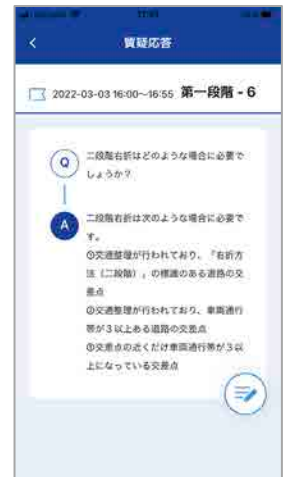 質疑応答
2022-03-03 16:00~16:55 第一段階 - 6
Q 二段階右折はどのような場合に必要で
しょうか？
A 二段階右折は次のような場合に必要で
す。
①交通整理が行われており、「右折方
法（二段階）」の標識のある道路の交
差点
②交通整理が行われており、車両通行
帯が3以上ある道路の交差点
③交差点の近くだけ車両通行帯が3以
上になっている交差点